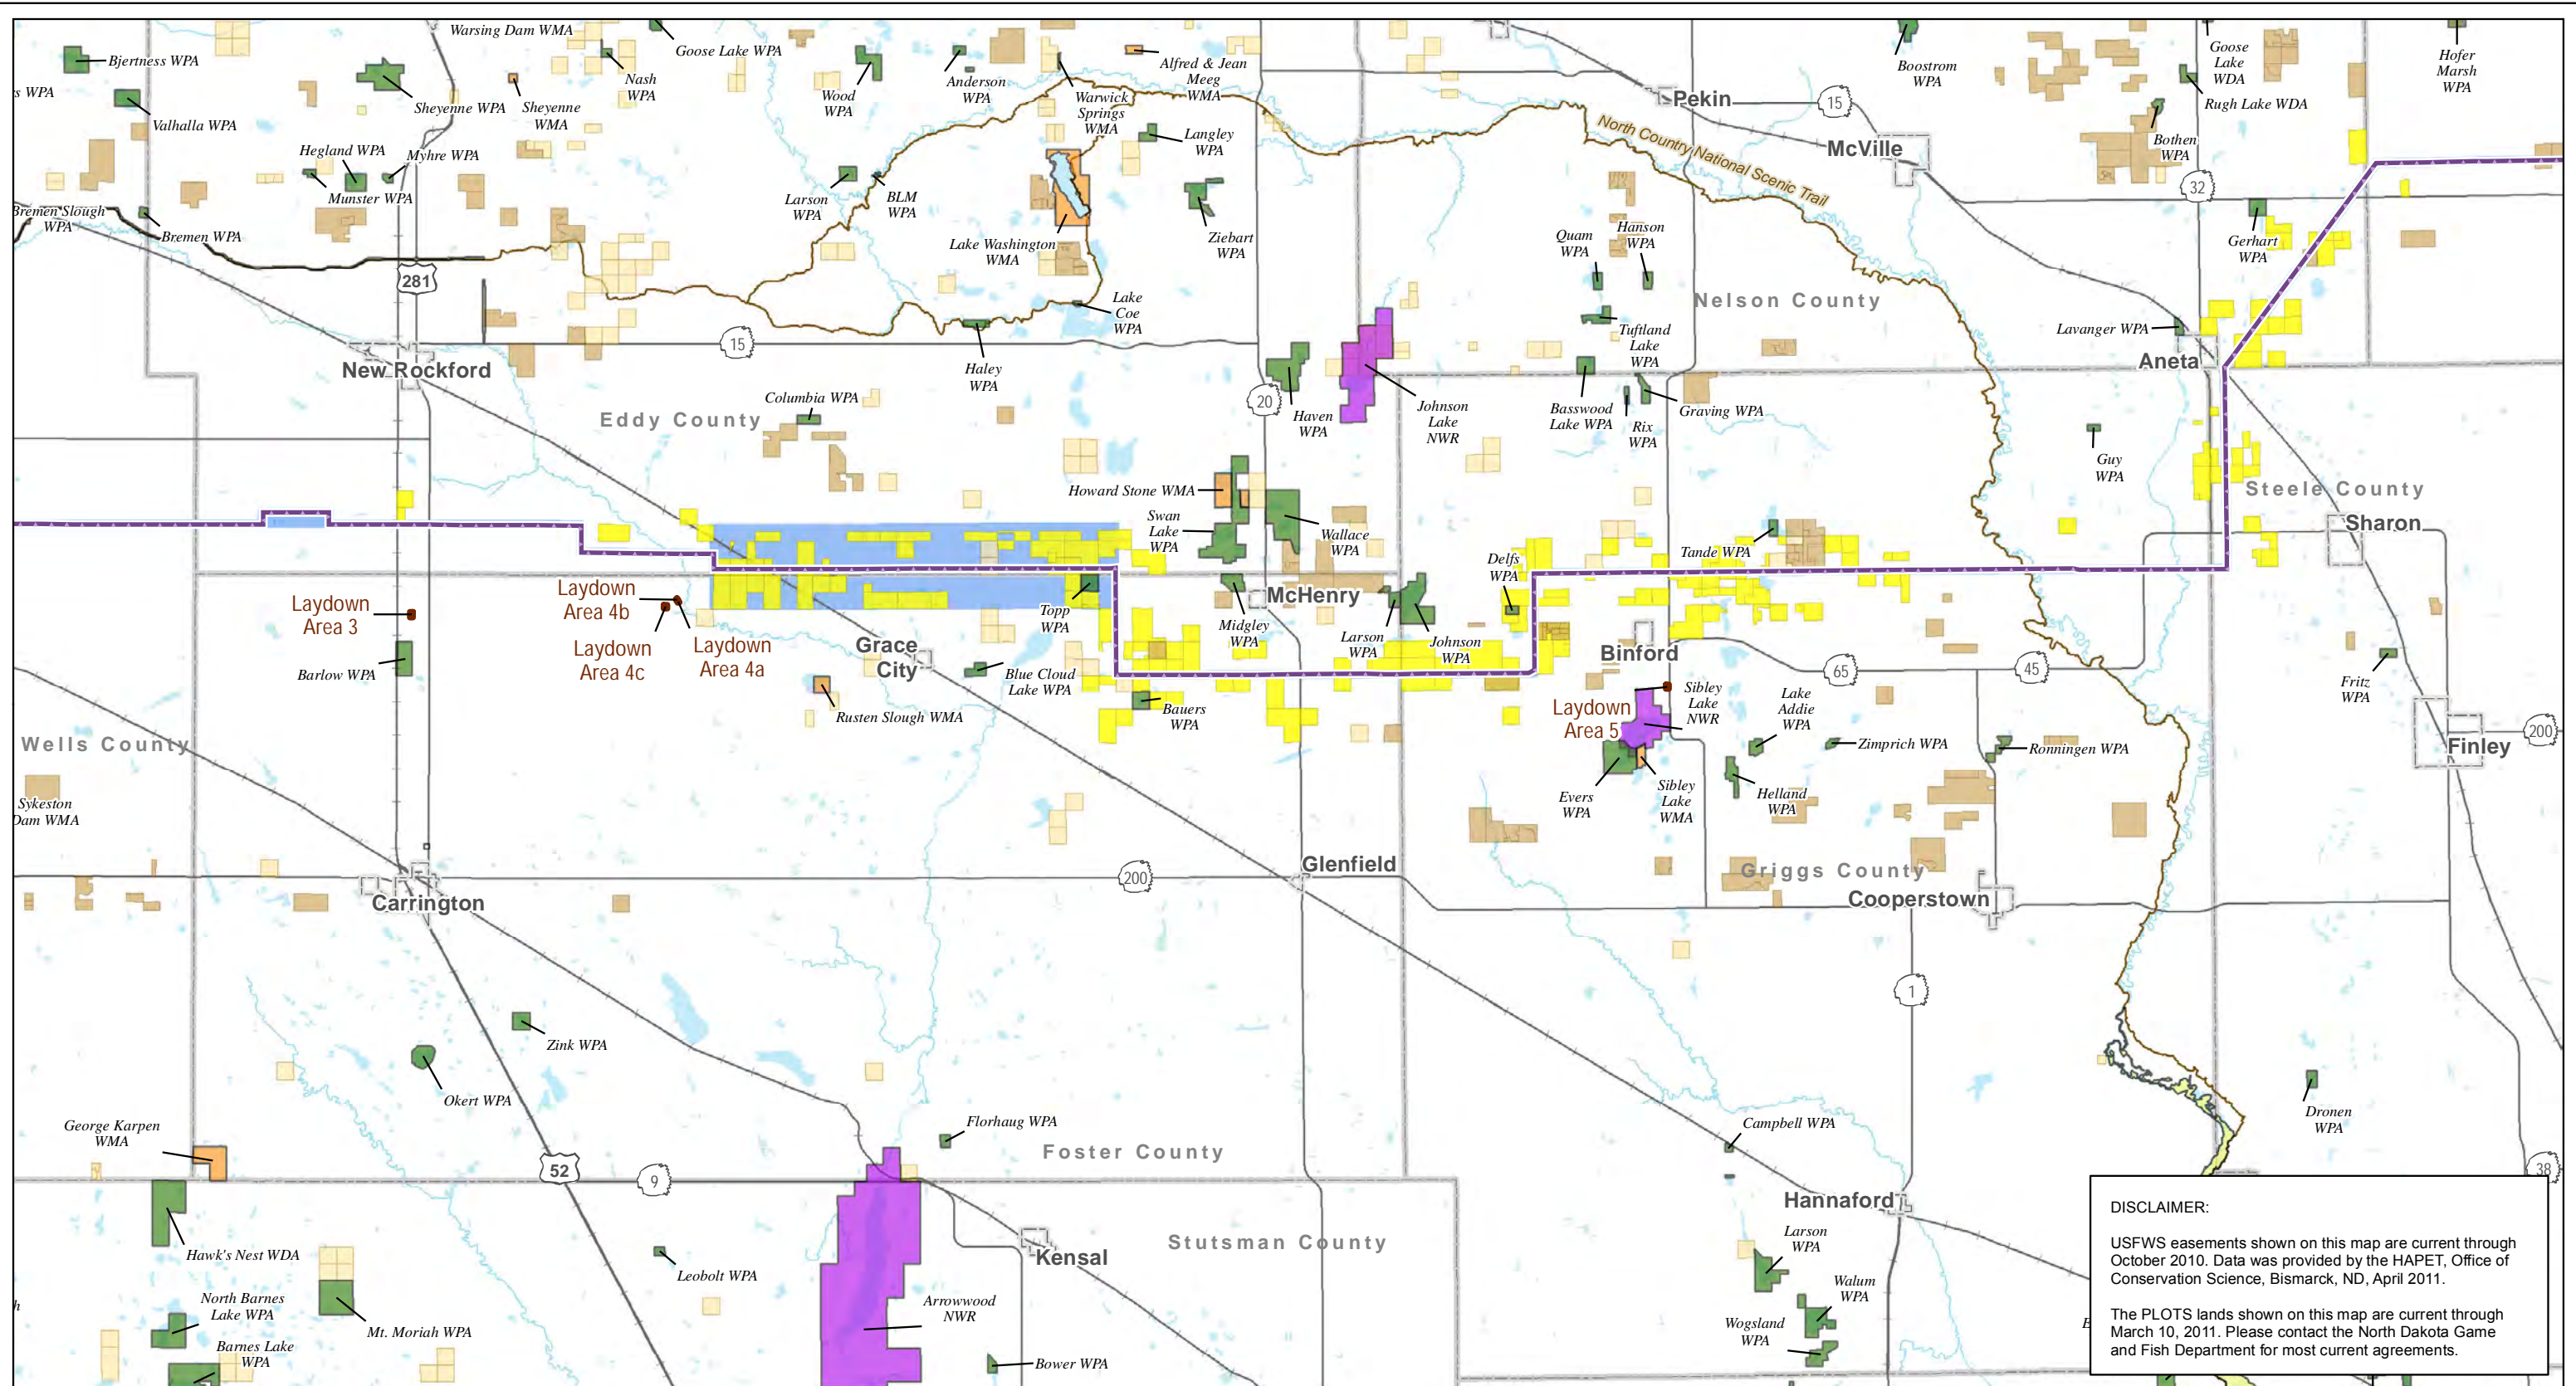 Warsing Dam WMA
Goose Lake WPA
Bjertness WPA
s WPA
Valhalla WPA
Sheyenne WPA
Sheyenne
WMA
Nash
WPA
Wood
WPA
Anderson
WPA
Warwick
Springs
WMA
Alfred & Jean
Meeg
WMA
Langley
WPA
Pekin
15
McVille
North Country National Scenic Trail
Boostrom
WPA
Goose
Lake
WDA
Rugh Lake WDA
Bothen
WPA
Hofer
Marsh
WPA
32
Hegland WPA
Myhre WPA
Munster WPA
Bremen Slough
WPA
Bremen WPA
281
Larson
WPA
BLM
WPA
Lake Washington
WMA
Ziebart
WPA
Lake
Coe
WPA
Quam
WPA
Hanson
WPA
Nelson County
Tuftland
Lake
WPA
Gerhart
WPA
Lavanger WPA
Aneta
New Rockford
15
Haley
WPA
20
Haven
WPA
Johnson
Lake
NWR
Basswood
Lake WPA
Rix
WPA
Graving WPA
Columbia WPA
Eddy County
Guy
WPA
Steele County
Sharon
Howard Stone WMA
Swan
Lake
WPA
Wallace
WPA
Delfs
WPA
Tande WPA
Laydown
Area 3
Laydown
Area 4b
Laydown
Area 4c
Laydown
Area 4a
Barlow WPA
Grace
City
Topp
WPA
Midgley
WPA
McHenry
Larson
WPA
Johnson
WPA
Binford
65
45
Fritz
WPA
Rusten Slough WMA
Blue Cloud
Lake WPA
Bauers
WPA
Laydown
Area 5
Sibley
Lake
NWR
Lake
Addie
WPA
Zimprich WPA
Ronningen WPA
200
Finley
Wells County
Sykeston
Dam WMA
Evers
WPA
Sibley
Lake
WMA
Helland
WPA
Carrington
200
Glenfield
Griggs County
Cooperstown
1
Zink WPA
Okert WPA
George Karpen
WMA
Florhaug WPA
Foster County
52
9
Campbell WPA
Dronen
WPA
38
Hannaford
Hawk's Nest WDA
Kensal
Stutsman County
Leobolt WPA
Larson
WPA
Walum
WPA
Wogsland
WPA
North Barnes
Lake WPA
Mt. Moriah WPA
Barnes Lake
WPA
Arrowwood
NWR
Bower WPA
DISCLAIMER:
USFWS easements shown on this map are current through
October 2010. Data was provided by the HAPET, Office of
Conservation Science, Bismarck, ND, April 2011.
The PLOTS lands shown on this map are current through
March 10, 2011. Please contact the North Dakota Game
and Fish Department for most current agreements.